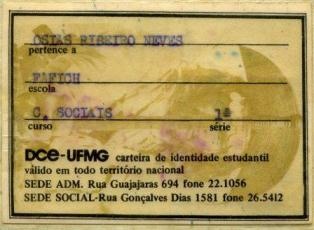 OSIAS RIBEIRO NEVES
pertence a
FAFICH
escola
C. SOCIAIS 1ª
curso série
DCE-UFMG carteira de identidade estudantil
válido em todo território nacional
SEDE ADM. Rua Guajajaras 694 fone 22.1056
SEDE SOCIAL-Rua Gonçalves Dias 1581 fone 26.5412